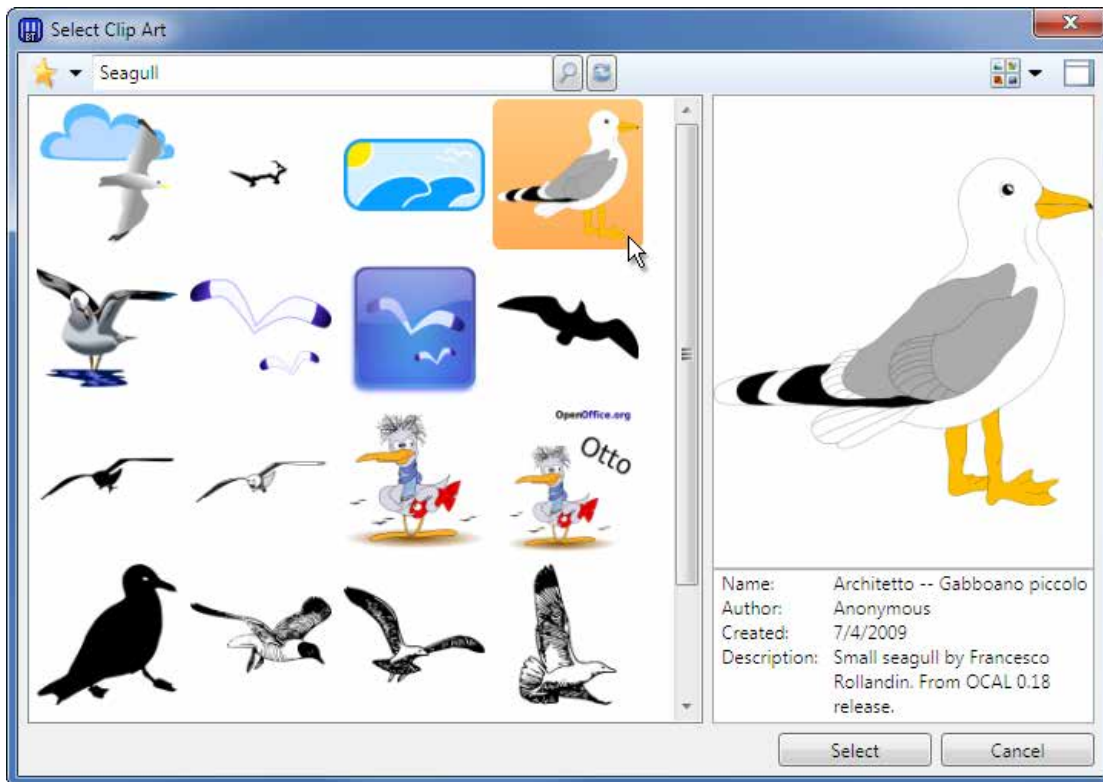 Select Clip Art
Seagull
OpenOffice.org
Otto
Name: Architetto -- Gabboano piccolo
Author: Anonymous
Created: 7/4/2009
Description: Small seagull by Francesco
Rollandin. From OCAL 0.18
release.
Select Cancel